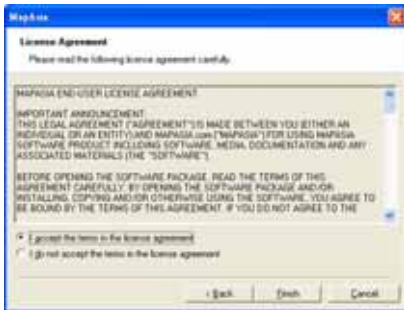 MapAsia
License Agreement
Please read the following licence agreement carefully.
MAPASIA END-USER LICENSE AGREEMENT
IMPORTANT ANNOUNCEMENT:
THIS LEGAL AGREEMENT ("AGREEMENT") IS MADE BETWEEN YOU (EITHER AN
INDIVIDUAL OR AN ENTITY) AND MAPASIA.com ("MAPASIA") FOR USING MAPASIA
SOFTWARE PRODUCT INCLUDING SOFTWARE, MEDIA, DOCUMENTATION AND ANY
ASSOCIATED MATERIALS (THE "SOFTWARE").
BEFORE OPENING THE SOFTWARE PACKAGE, READ THE TERMS OF THIS
AGREEMENT CAREFULLY. BY OPENING THE SOFTWARE PACKAGE AND/OR
INSTALLING, COPYING AND/OR OTHERWISE USING THE SOFTWARE, YOU AGREE TO
BE BOUND BY THE TERMS OF THIS AGREEMENT. IF YOU DO NOT AGREE TO THE
I accept the terms in the license agreement
I do not accept the terms in the license agreement
< Back
Finish
Cancel